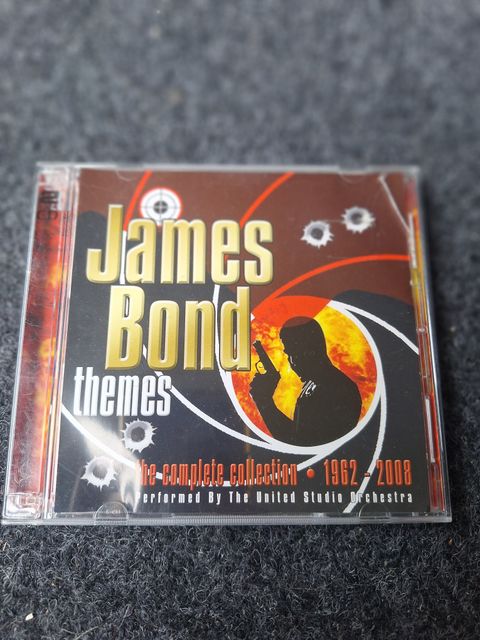 James
Bond
themes
the complete collection • 1962 - 2008
Performed By The United Studio Orchestra